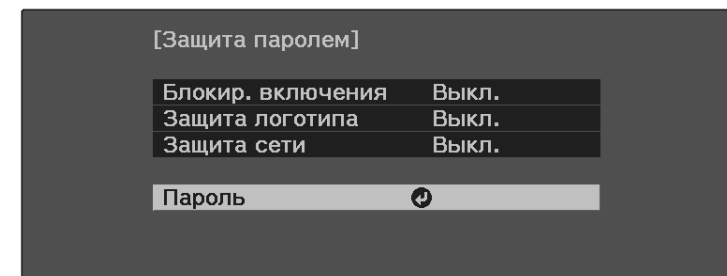 [Защита паролем]
Блокир. включения Выкл.
Защита логотипа Выкл.
Защита сети Выкл.
Пароль